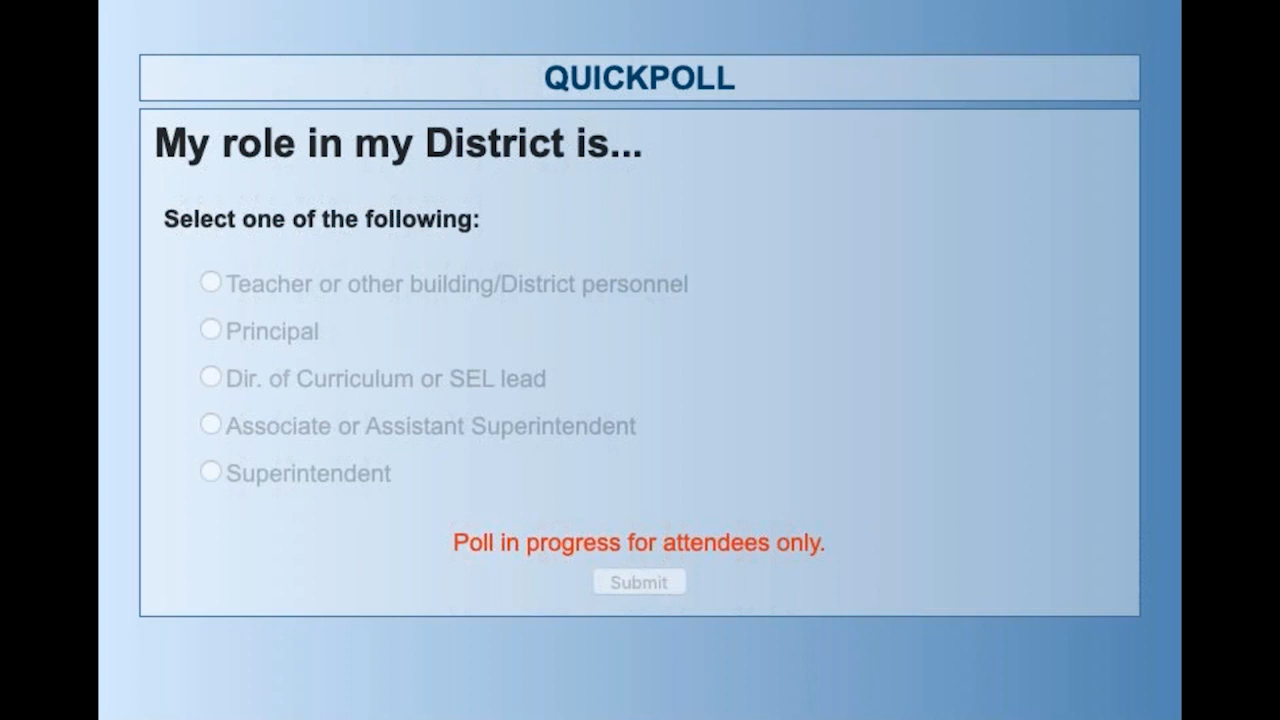 QUICKPOLL
My role in my District is...
Select one of the following:
Teacher or other building/District personnel
Principal
Dir. of Curriculum or SEL lead
Associate or Assistant Superintendent
Superintendent
Poll in progress for attendees only.
Submit